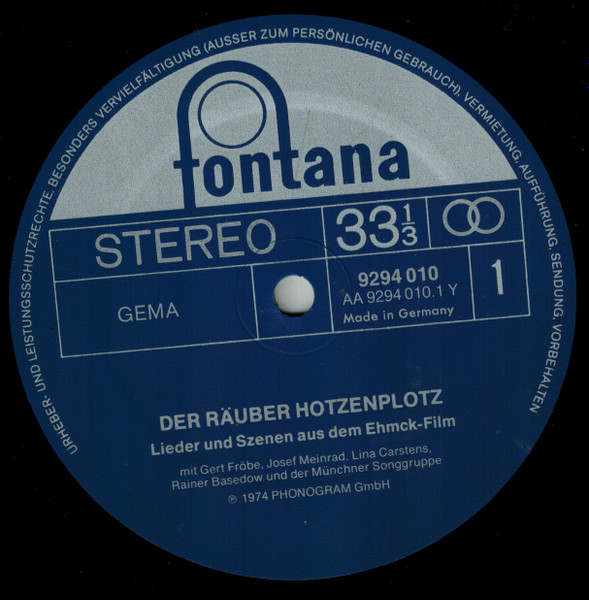 URHEBER- UND LEISTUNGSSCHUTZRECHTE, BESONDERS VERVIELFÄLTIGUNG (AUSSER ZUM PERSÖNLICHEN GEBRAUCH), VERMIETUNG, AUFFÜHRUNG, SENDUNG, VORBEHALTEN
fontana
STEREO
33 1/3
GEMA
9294 010
AA 9294 010.1 Y
Made in Germany
1
DER RÄUBER HOTZENPLOTZ
Lieder und Szenen aus dem Ehmck-Film
mit Gert Fröbe, Josef Meinrad, Lina Carstens,
Rainer Basedow und der Münchner Songgruppe
℗ 1974 PHONOGRAM GmbH